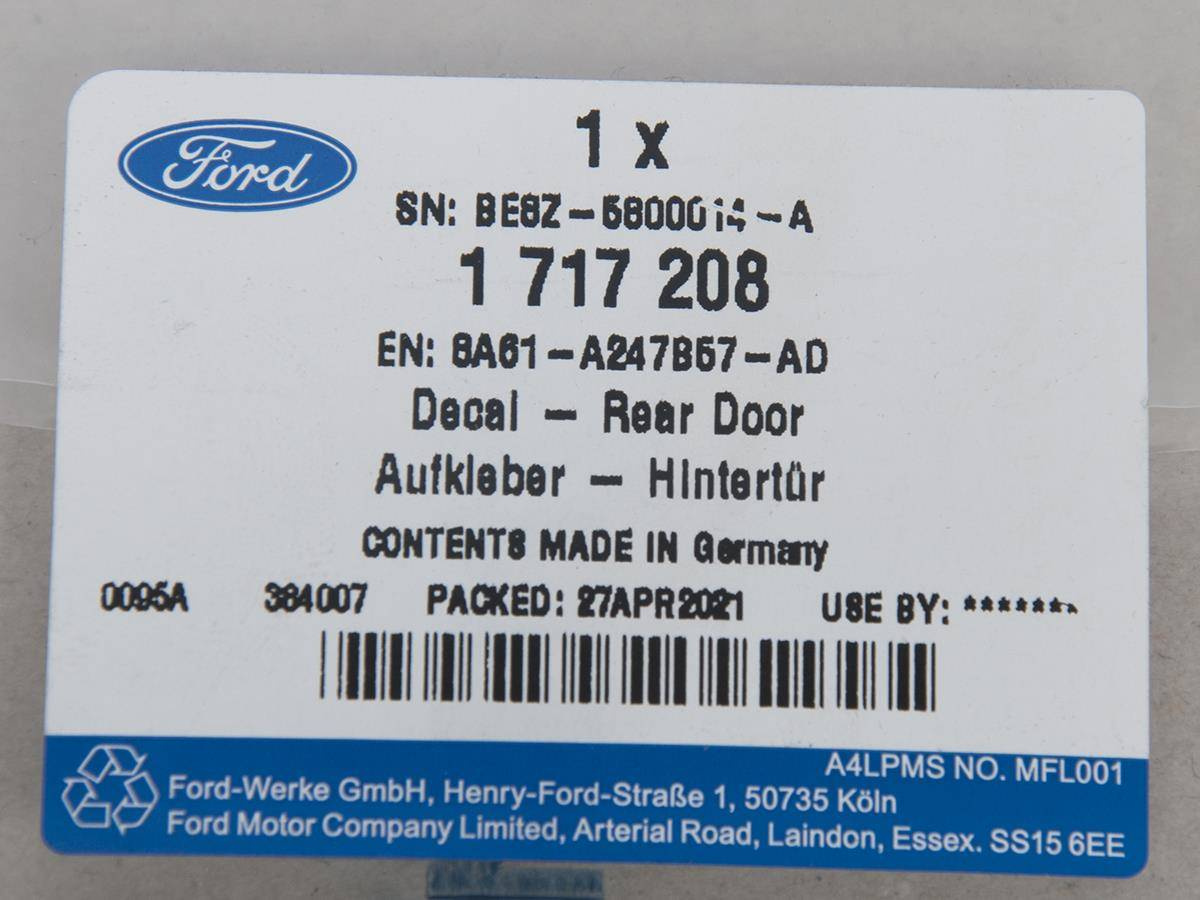 Ford
1 x
SN: BE8Z-5800014-A
1 717 208
EN: 8A61-A247B57-AD
Decal - Rear Door
Aufkleber - Hintertür
CONTENTS MADE IN Germany
0095A 384007 PACKED: 27APR2021 USE BY: *******
A4LPMS NO. MFL001
Ford-Werke GmbH, Henry-Ford-Straße 1, 50735 Köln
Ford Motor Company Limited, Arterial Road, Laindon, Essex. SS15 6EE